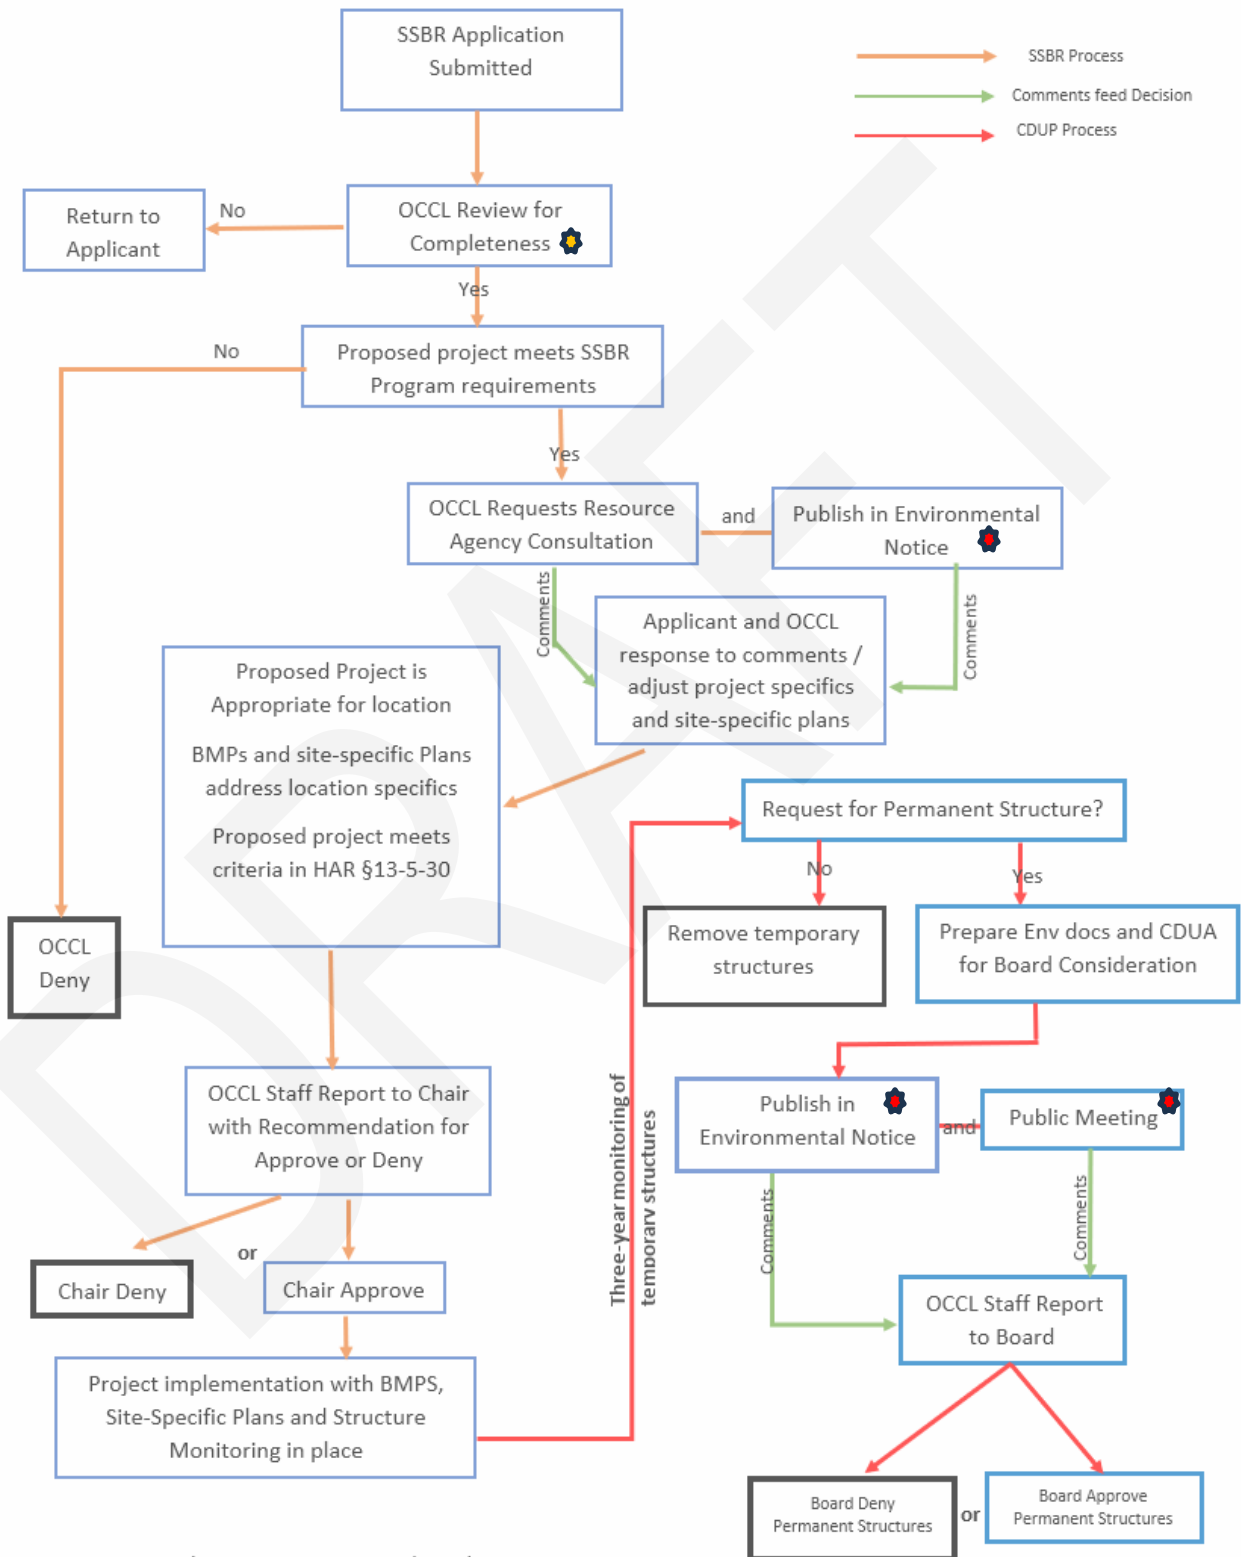 SSBR Application
Submitted
SSBR Process
Comments feed Decision
CDUP Process
Return to
Applicant
No
OCCL Review for
Completeness
Yes
No
Proposed project meets SSBR
Program requirements
Yes
OCCL Requests Resource
Agency Consultation
and
Publish in Environmental
Notice
Comments
Comments
Applicant and OCCL
response to comments /
adjust project specifics
and site-specific plans
Proposed Project is
Appropriate for location
BMPs and site-specific Plans
address location specifics
Proposed project meets
criteria in HAR §13-5-30
Request for Permanent Structure?
No
Yes
OCCL
Deny
Remove temporary
structures
Prepare Env docs and CDUA
for Board Consideration
OCCL Staff Report to Chair
with Recommendation for
Approve or Deny
Three-year monitoring of
temporary structures
Publish in
Environmental Notice
and
Public Meeting
Comments
Comments
Chair Deny
or
Chair Approve
OCCL Staff Report
to Board
Project implementation with BMPS,
Site-Specific Plans and Structure
Monitoring in place
Board Deny
Permanent Structures
or
Board Approve
Permanent Structures
DRAFT